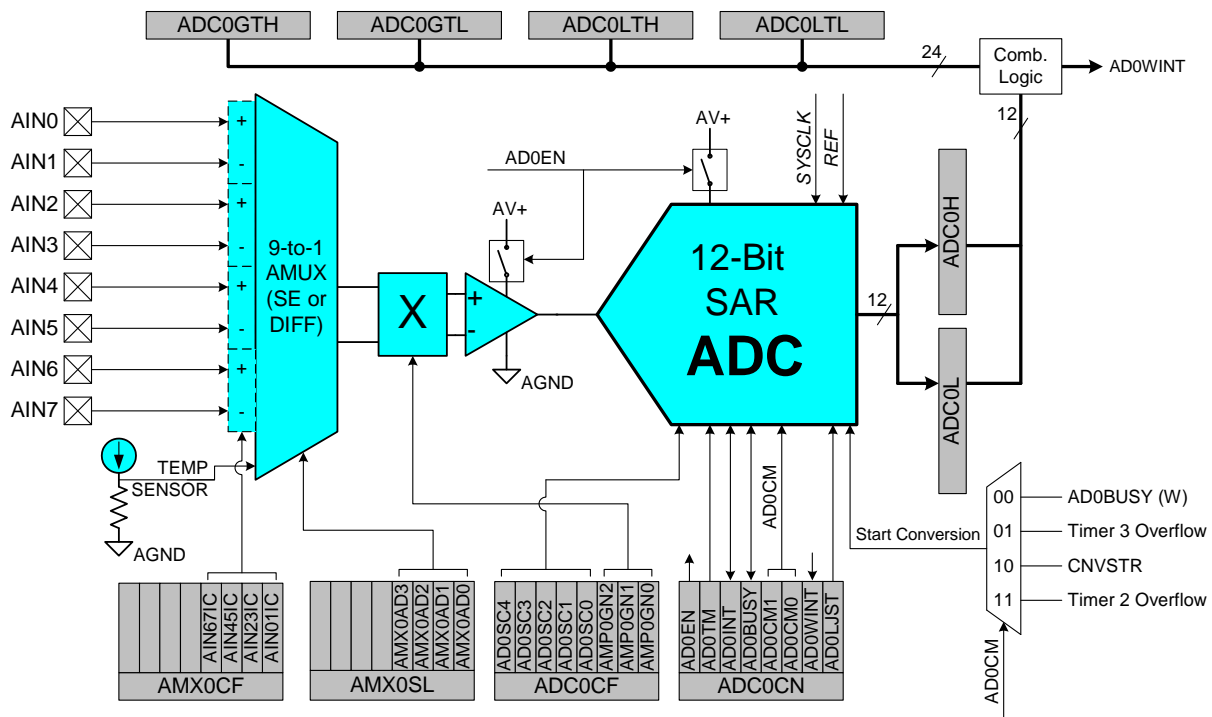 ADC0GTH
ADC0GTL
ADC0LTH
ADC0LTL
24
Comb.
Logic
AD0WINT
12
AIN0
AIN1
AIN2
AIN3
AIN4
AIN5
AIN6
AIN7
+
-
+
-
+
-
+
-
9-to-1
AMUX
(SE or
DIFF)
TEMP
SENSOR
AGND
X
+
-
AV+
AGND
AD0EN
AV+
SYSCLK
REF
12-Bit
SAR
ADC
12
ADC0H
ADC0L
AD0CM
Start Conversion
00
01
10
11
AD0BUSY (W)
Timer 3 Overflow
CNVSTR
Timer 2 Overflow
AD0CM
AIN67IC
AIN45IC
AIN23IC
AIN01IC
AMX0CF
AMX0AD3
AMX0AD2
AMX0AD1
AMX0AD0
AMX0SL
AD0SC4
AD0SC3
AD0SC2
AD0SC1
AD0SC0
AMP0GN2
AMP0GN1
AMP0GN0
ADC0CF
AD0EN
AD0TM
AD0INT
AD0BUSY
AD0CM1
AD0CM0
AD0WINT
AD0LJST
ADC0CN